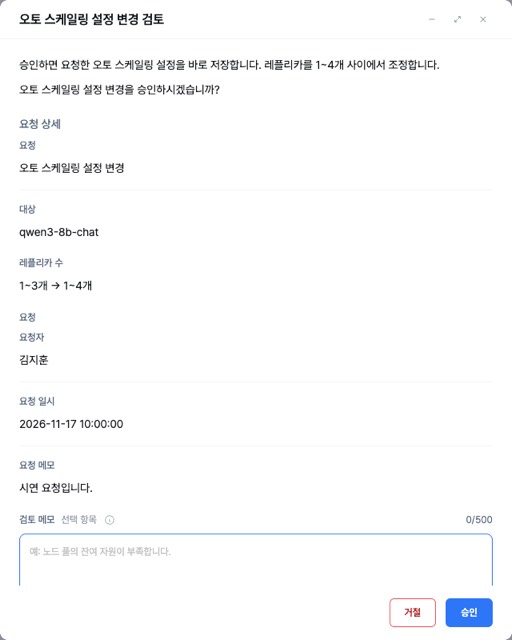 오토 스케일링 설정 변경 검토
승인하면 요청한 오토 스케일링 설정을 바로 저장합니다. 레플리카를 1~4개 사이에서 조정합니다.
오토 스케일링 설정 변경을 승인하시겠습니까?
요청 상세
요청
오토 스케일링 설정 변경
대상
qwen3-8b-chat
레플리카 수
1~3개 → 1~4개
요청
요청자
김지훈
요청 일시
2026-11-17 10:00:00
요청 메모
시연 요청입니다.
검토 메모 선택 항목 0/500
예: 노드 풀의 잔여 자원이 부족합니다.
거절 승인